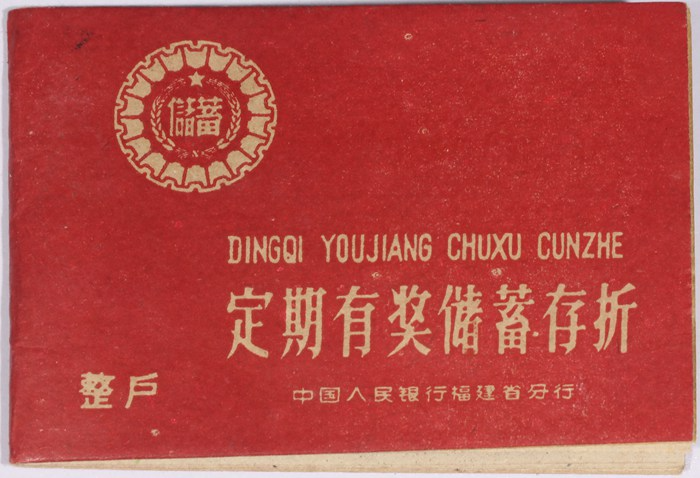 儲蓄
DINGQI YOUJIANG CHUXU CUNZHE
定期有奖储蓄存折
整户
中国人民银行福建省分行